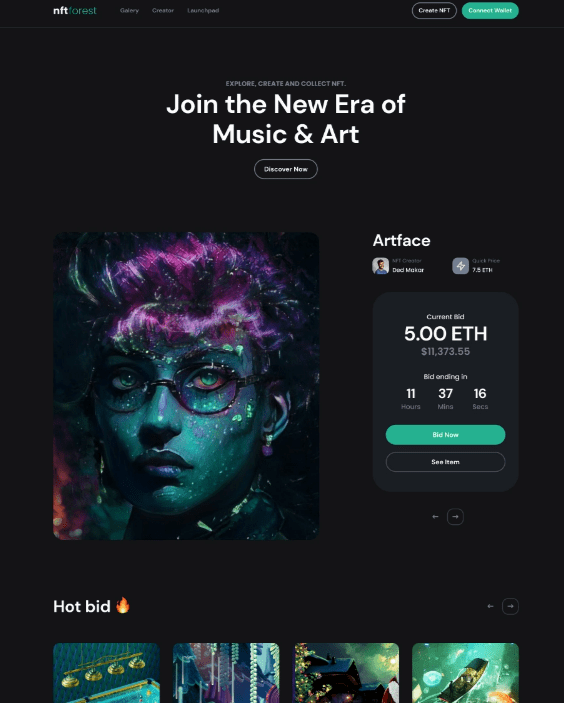 nftforest
Galery
Creator
Launchpad
Create NFT
Connect Wallet
EXPLORE, CREATE AND COLLECT NFT.
Join the New Era of
Music & Art
Discover Now
Artface
NFT Creator
Ded Makar
Quick Price
7.5 ETH
Current Bid
5.00 ETH
$11,373.55
Bid ending in
11 37 16
Hours Mins Secs
Bid Now
See Item
Hot bid 🔥